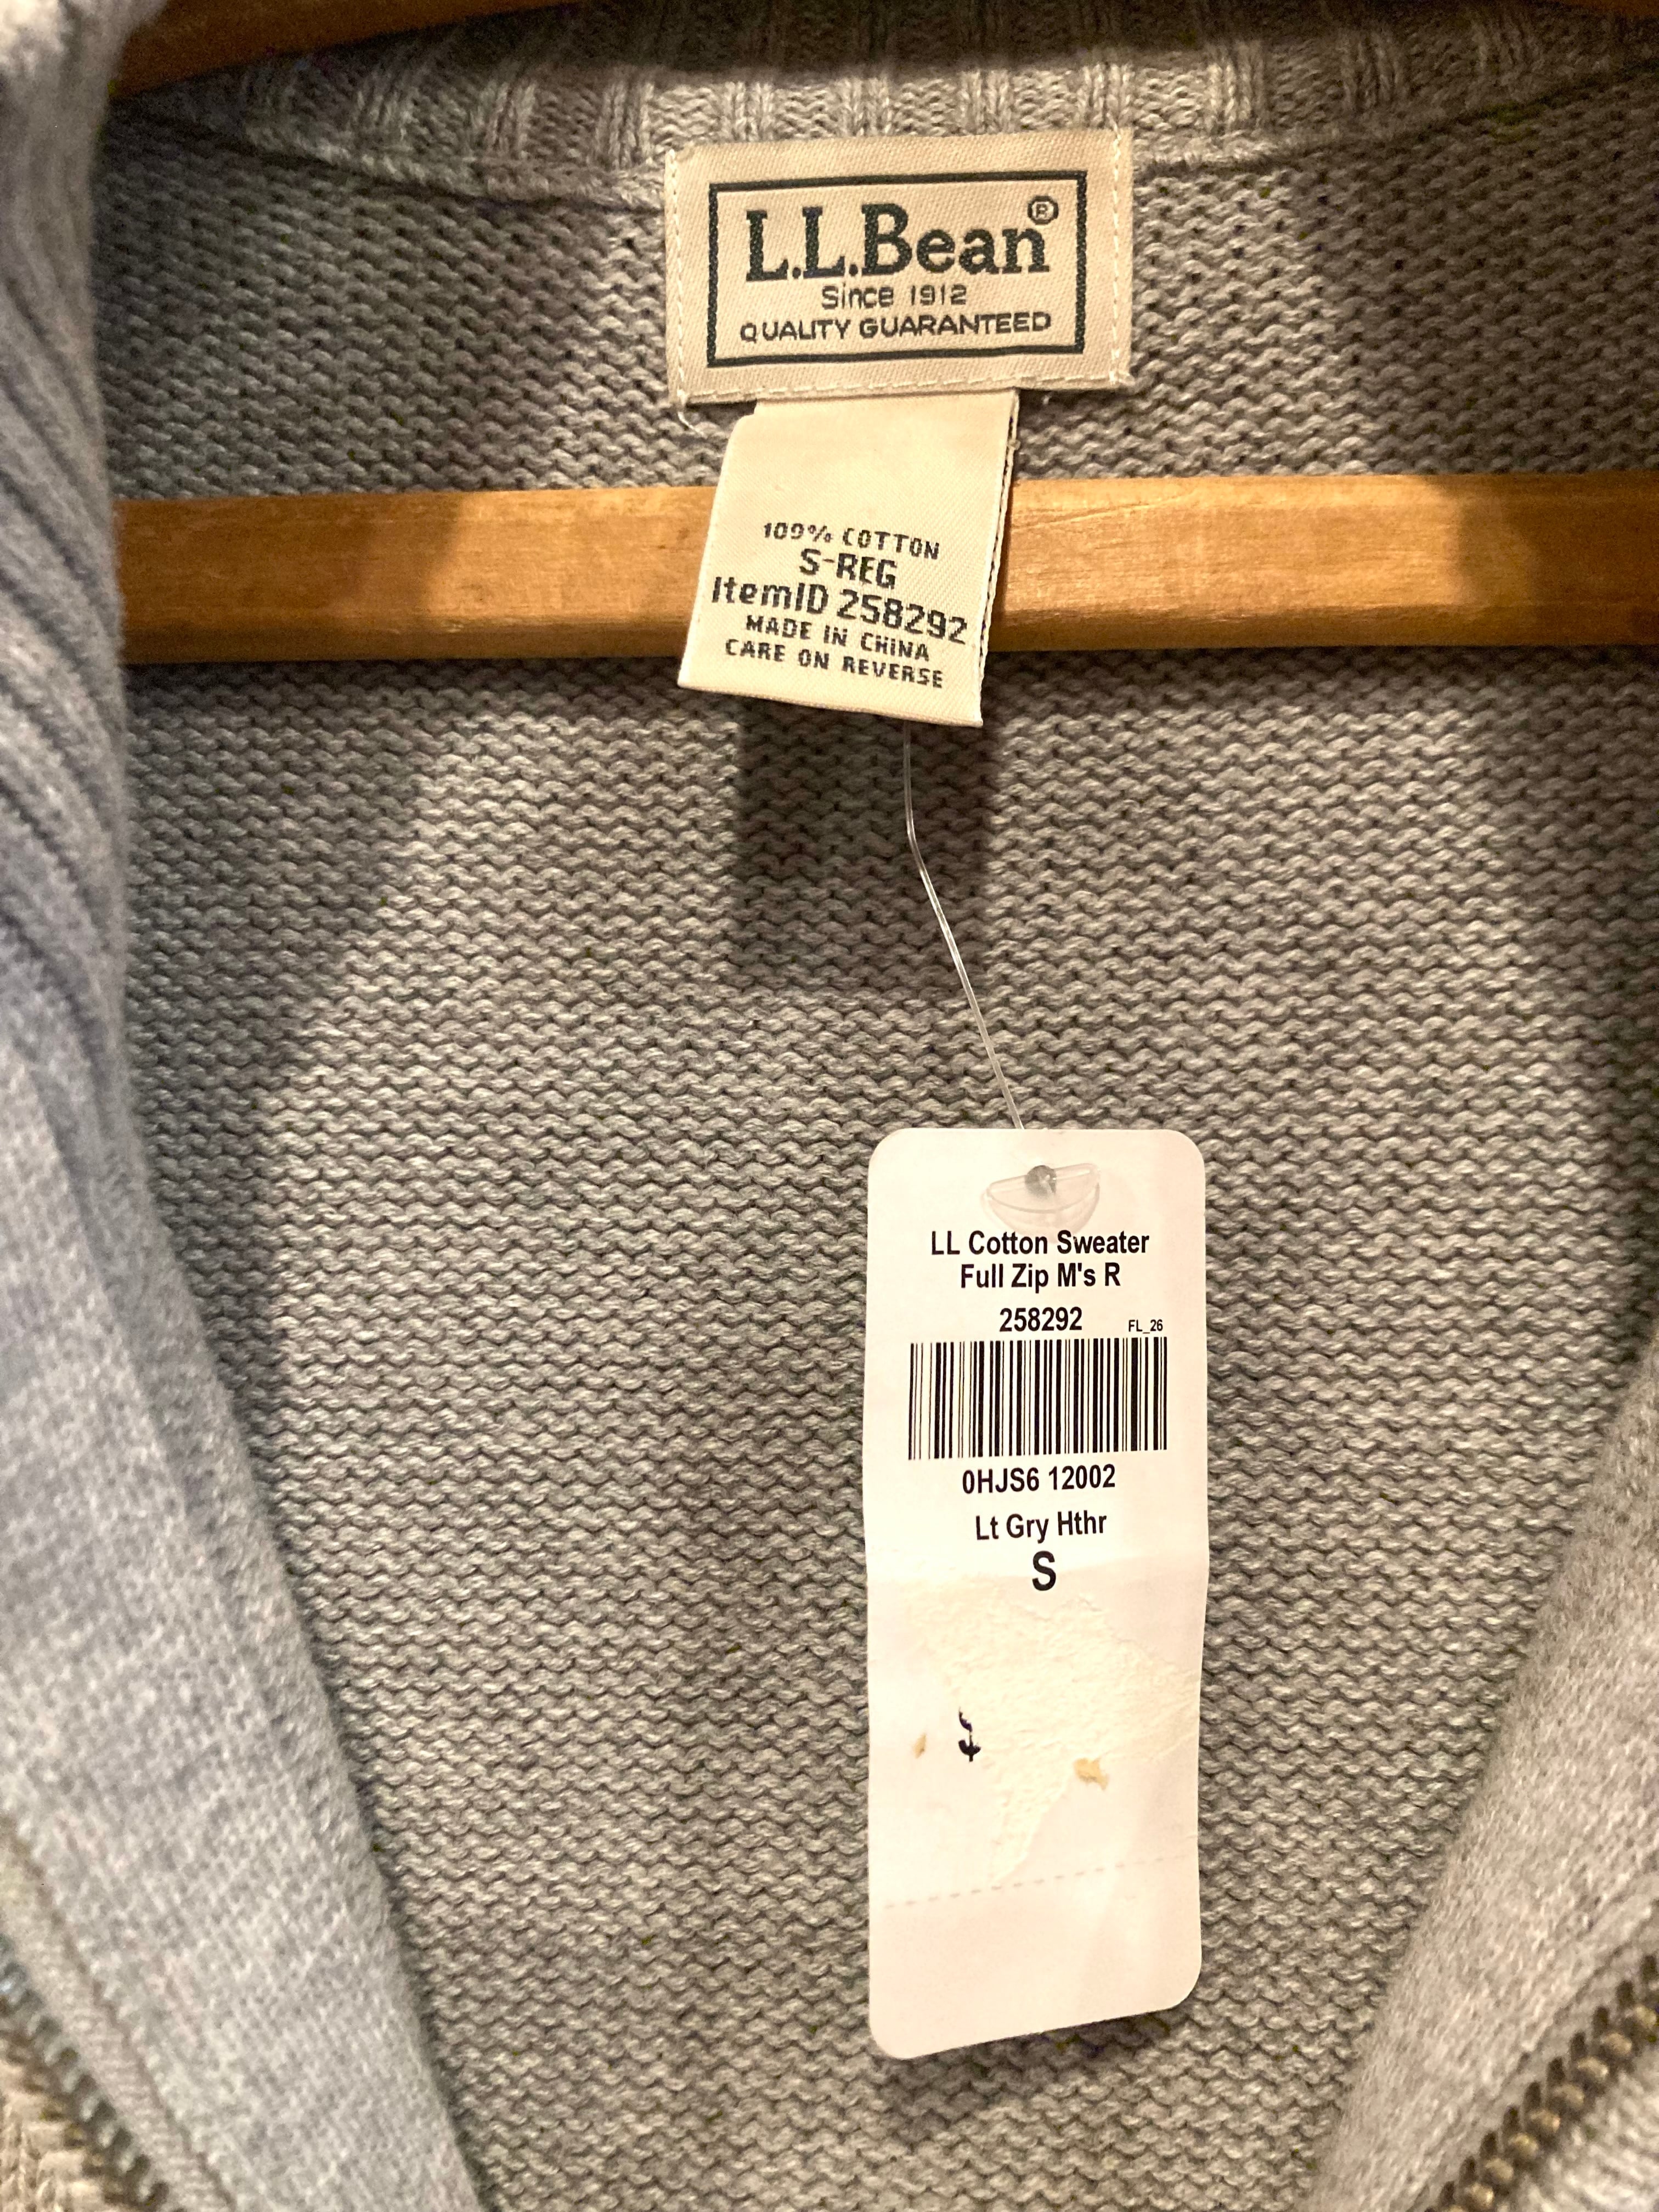 L.L.Bean®
Since 1912
QUALITY GUARANTEED
100% COTTON
S-REG
ItemID 258292
MADE IN CHINA
CARE ON REVERSE
LL Cotton Sweater
Full Zip M's R
258292
FL_26
0HJS6 12002
Lt Gry Hthr
S